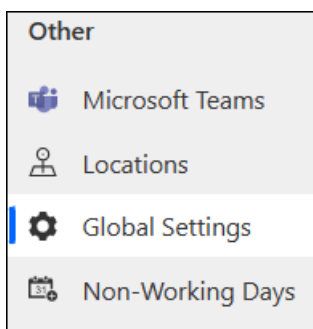 Other
Microsoft Teams
Locations
Global Settings
Non-Working Days